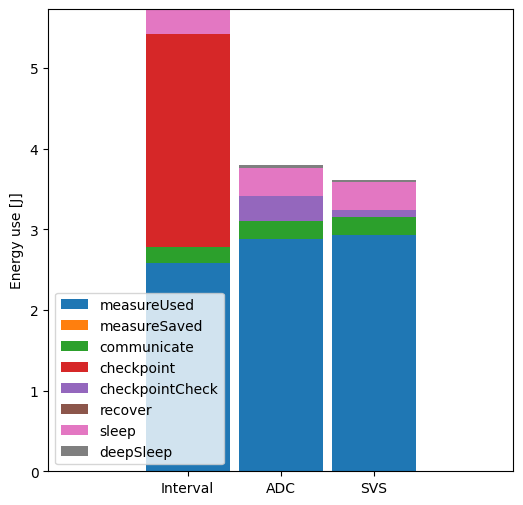 Energy use [J]
5
4
3
2
1
0
measureUsed
measureSaved
communicate
checkpoint
checkpointCheck
recover
sleep
deepSleep
Interval ADC SVS